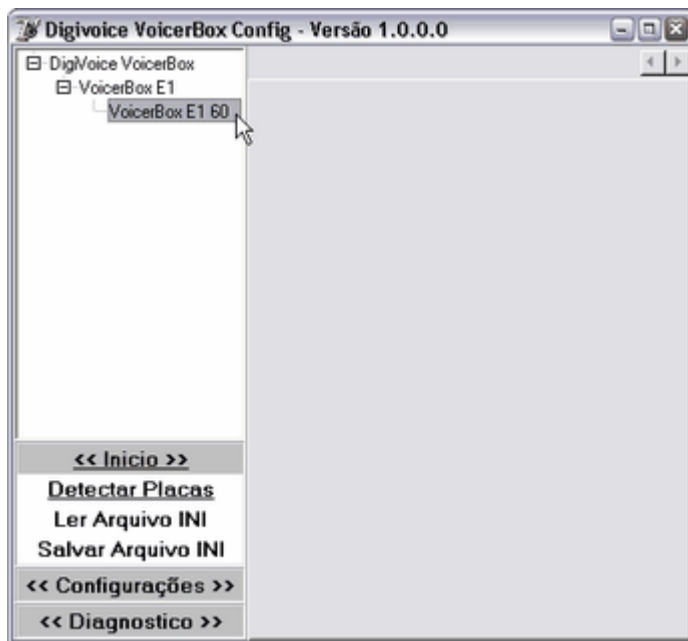 Digivoice VoicerBox Config - Versão 1.0.0.0
DigiVoice VoicerBox
VoicerBox E1
VoicerBox E1 60
<< Inicio >>
Detectar Placas
Ler Arquivo INI
Salvar Arquivo INI
<< Configurações >>
<< Diagnostico >>